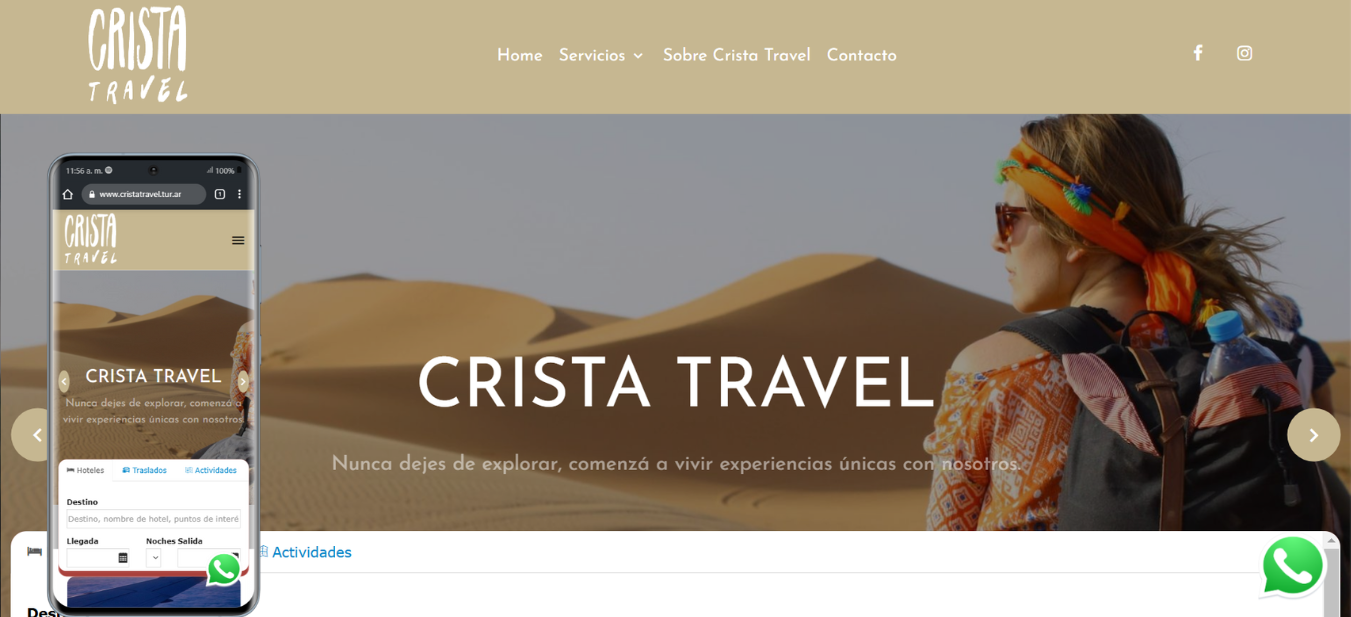 CRISTA
TRAVEL
Home Servicios Sobre Crista Travel Contacto
11:56 a. m. 100%
www.cristatravel.tur.ar 1
CRISTA
TRAVEL
CRISTA TRAVEL
Nunca dejes de explorar, comenzá a
vivir experiencias únicas con nosotros.
Hoteles Traslados Actividades
Destino
Destino, nombre de hotel, puntos de interé
Llegada Noches Salida
CRISTA TRAVEL
Nunca dejes de explorar, comenzá a vivir experiencias únicas con nosotros.
Actividades